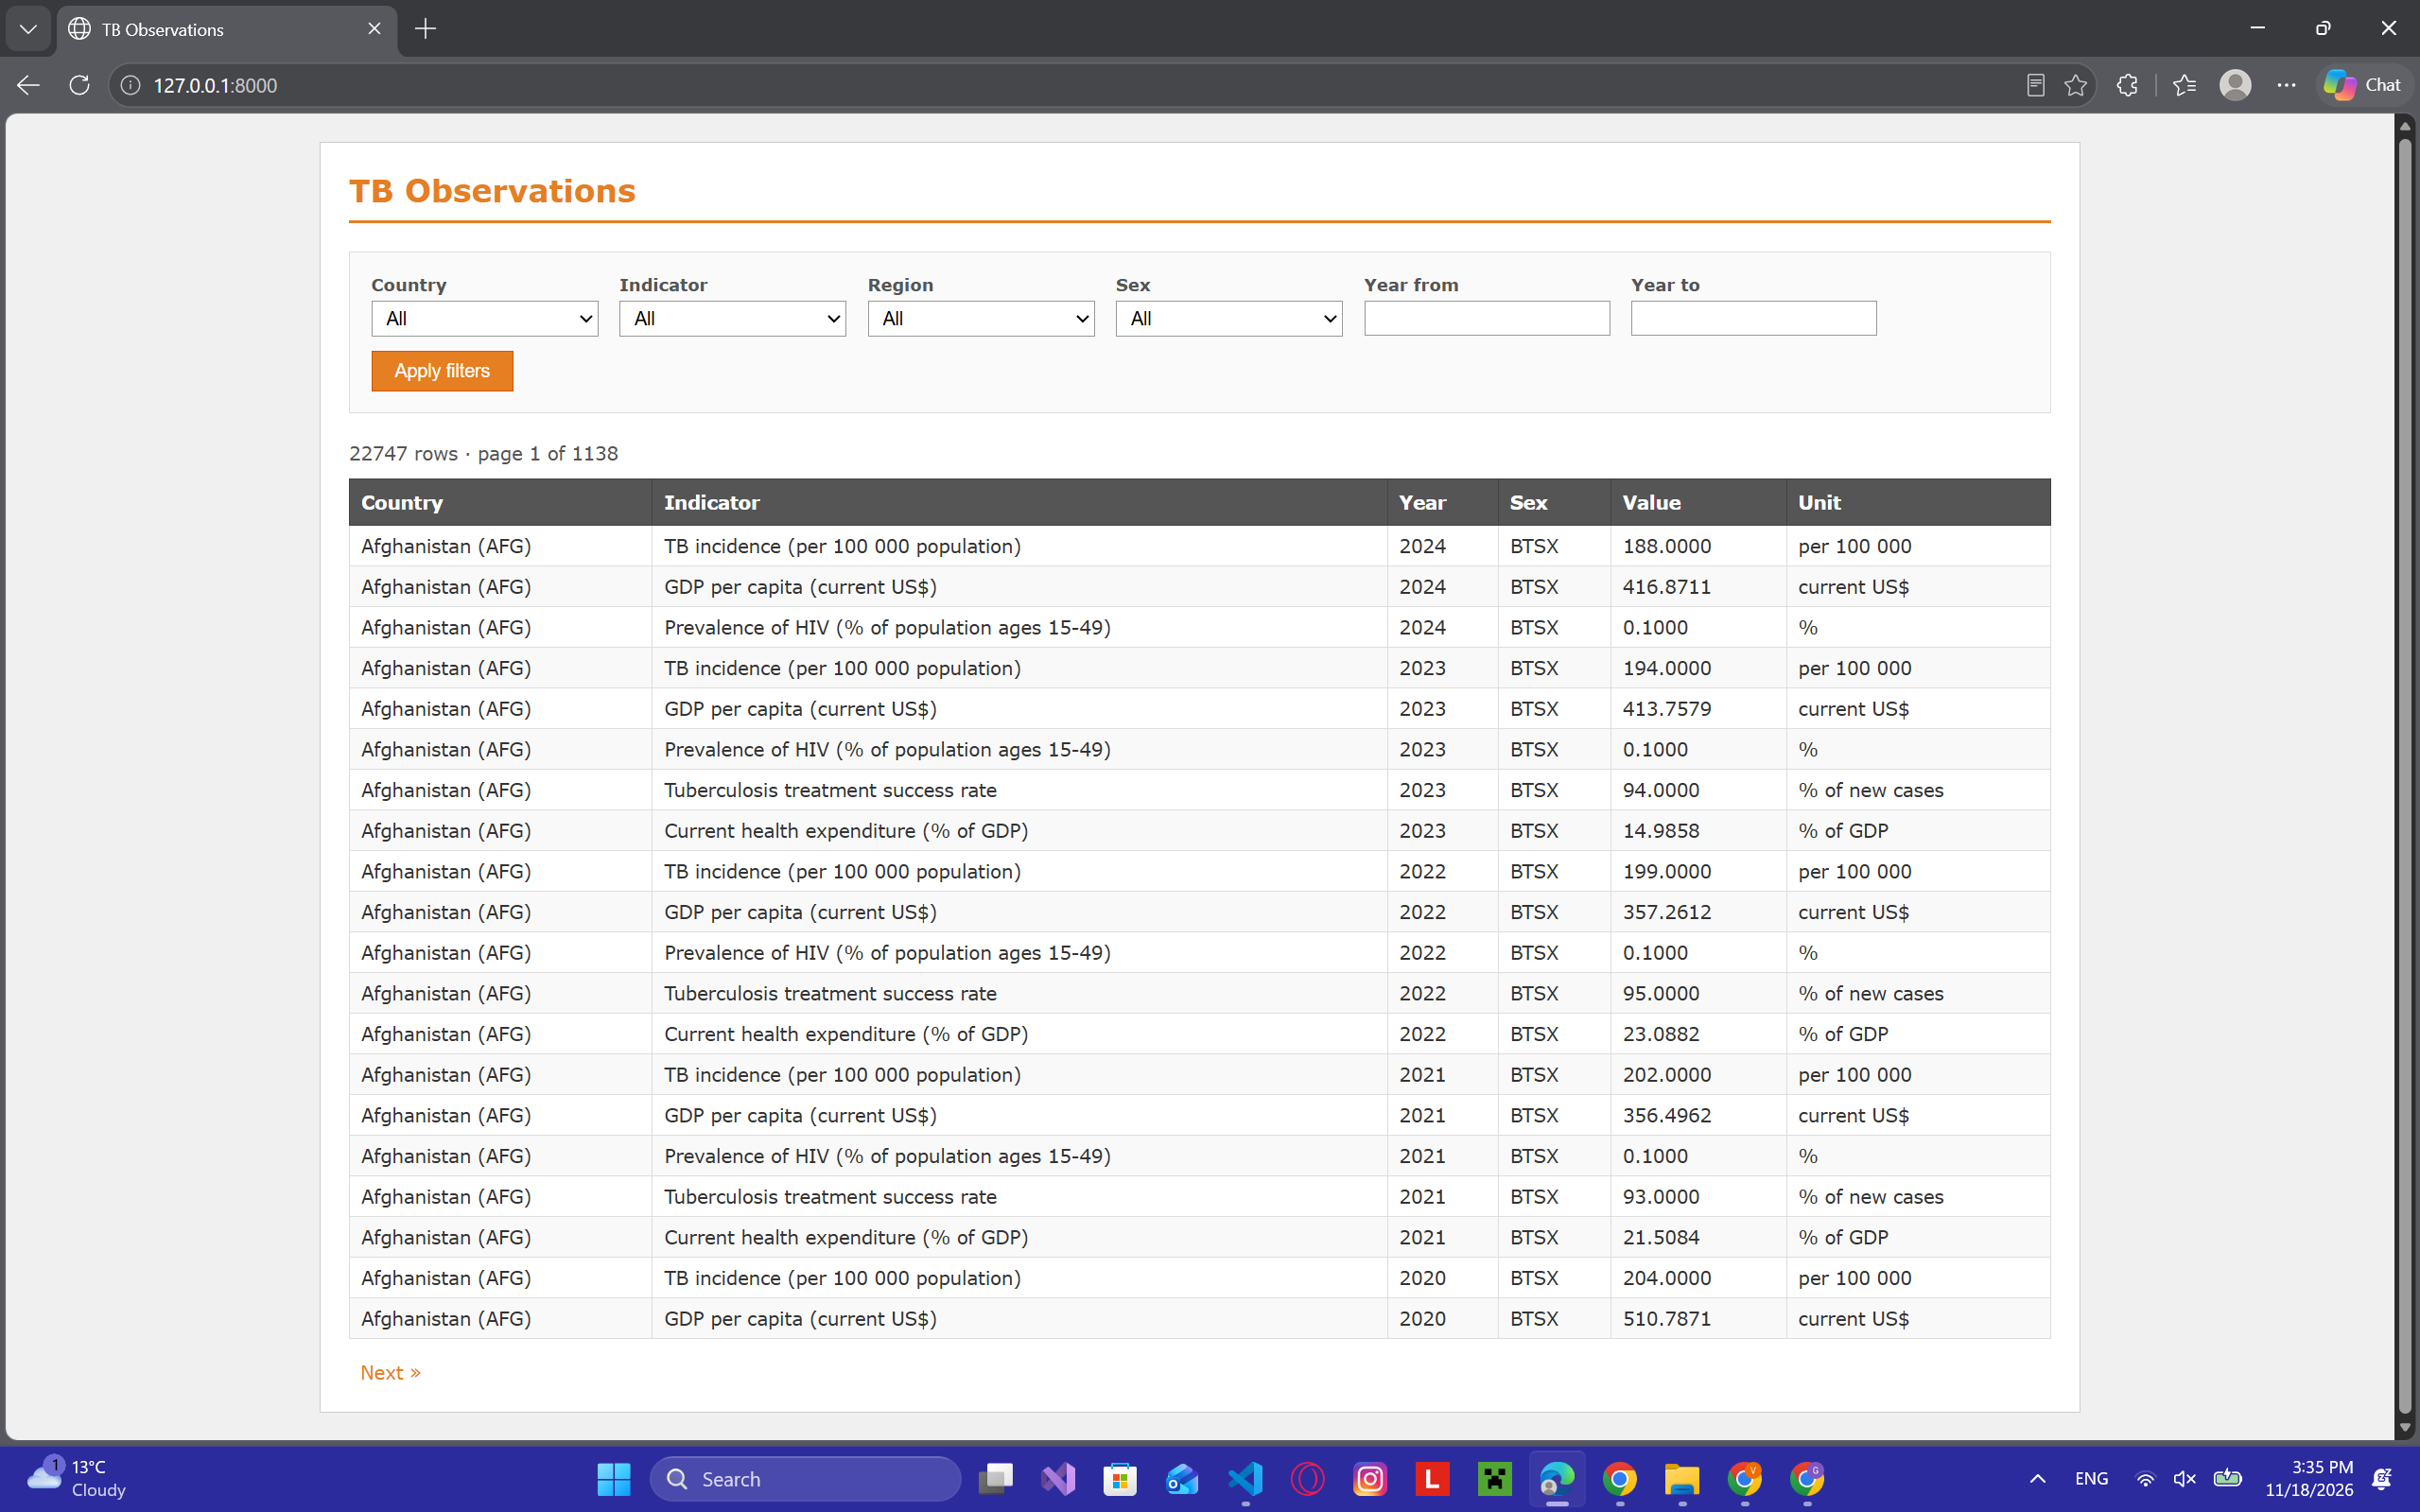 TB Observations
127.0.0.1:8000
Chat
TB Observations
Country Indicator Region Sex Year from Year to
All All All All
Apply filters
22747 rows · page 1 of 1138
Country Indicator Year Sex Value Unit
Afghanistan (AFG) TB incidence (per 100 000 population) 2024 BTSX 188.0000 per 100 000
Afghanistan (AFG) GDP per capita (current US$) 2024 BTSX 416.8711 current US$
Afghanistan (AFG) Prevalence of HIV (% of population ages 15-49) 2024 BTSX 0.1000 %
Afghanistan (AFG) TB incidence (per 100 000 population) 2023 BTSX 194.0000 per 100 000
Afghanistan (AFG) GDP per capita (current US$) 2023 BTSX 413.7579 current US$
Afghanistan (AFG) Prevalence of HIV (% of population ages 15-49) 2023 BTSX 0.1000 %
Afghanistan (AFG) Tuberculosis treatment success rate 2023 BTSX 94.0000 % of new cases
Afghanistan (AFG) Current health expenditure (% of GDP) 2023 BTSX 14.9858 % of GDP
Afghanistan (AFG) TB incidence (per 100 000 population) 2022 BTSX 199.0000 per 100 000
Afghanistan (AFG) GDP per capita (current US$) 2022 BTSX 357.2612 current US$
Afghanistan (AFG) Prevalence of HIV (% of population ages 15-49) 2022 BTSX 0.1000 %
Afghanistan (AFG) Tuberculosis treatment success rate 2022 BTSX 95.0000 % of new cases
Afghanistan (AFG) Current health expenditure (% of GDP) 2022 BTSX 23.0882 % of GDP
Afghanistan (AFG) TB incidence (per 100 000 population) 2021 BTSX 202.0000 per 100 000
Afghanistan (AFG) GDP per capita (current US$) 2021 BTSX 356.4962 current US$
Afghanistan (AFG) Prevalence of HIV (% of population ages 15-49) 2021 BTSX 0.1000 %
Afghanistan (AFG) Tuberculosis treatment success rate 2021 BTSX 93.0000 % of new cases
Afghanistan (AFG) Current health expenditure (% of GDP) 2021 BTSX 21.5084 % of GDP
Afghanistan (AFG) TB incidence (per 100 000 population) 2020 BTSX 204.0000 per 100 000
Afghanistan (AFG) GDP per capita (current US$) 2020 BTSX 510.7871 current US$
Next »
1 13°C
Cloudy
Search
L
V
G
ENG
3:35 PM
11/18/2026